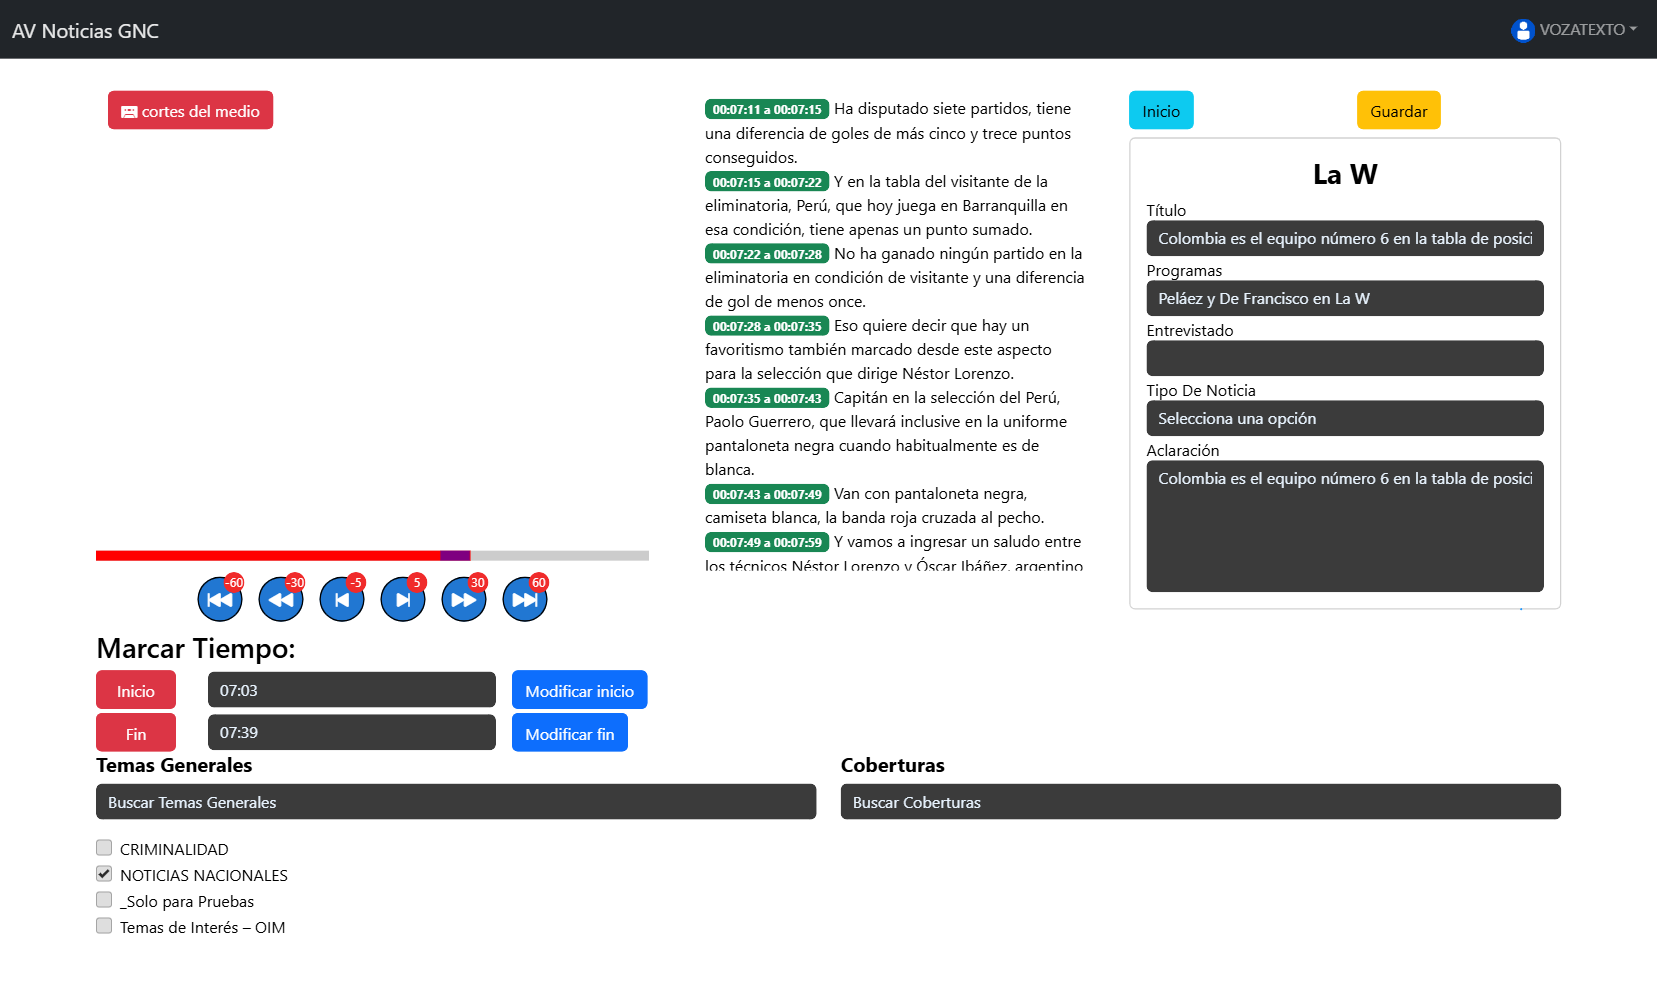 AV Noticias GNC
VOZATEXTO
cortes del medio
-60
-30
-5
5
30
60
Marcar Tiempo:
Inicio
07:03
Modificar inicio
Fin
07:39
Modificar fin
00:07:11 a 00:07:15 Ha disputado siete partidos, tiene
una diferencia de goles de más cinco y trece puntos
conseguidos.
00:07:15 a 00:07:22 Y en la tabla del visitante de la
eliminatoria, Perú, que hoy juega en Barranquilla en
esa condición, tiene apenas un punto sumado.
00:07:22 a 00:07:28 No ha ganado ningún partido en la
eliminatoria en condición de visitante y una diferencia
de gol de menos once.
00:07:28 a 00:07:35 Eso quiere decir que hay un
favoritismo también marcado desde este aspecto
para la selección que dirige Néstor Lorenzo.
00:07:35 a 00:07:43 Capitán en la selección del Perú,
Paolo Guerrero, que llevará inclusive en la uniforme
pantaloneta negra cuando habitualmente es de
blanca.
00:07:43 a 00:07:49 Van con pantaloneta negra,
camiseta blanca, la banda roja cruzada al pecho.
00:07:49 a 00:07:59 Y vamos a ingresar un saludo entre
los técnicos Néstor Lorenzo y Óscar Ibáñez, argentino
Inicio
Guardar
La W
Título
Colombia es el equipo número 6 en la tabla de posici
Programas
Peláez y De Francisco en La W
Entrevistado
Tipo De Noticia
Selecciona una opción
Aclaración
Colombia es el equipo número 6 en la tabla de posici
Temas Generales
Buscar Temas Generales
CRIMINALIDAD
NOTICIAS NACIONALES
_Solo para Pruebas
Temas de Interés – OIM
Coberturas
Buscar Coberturas